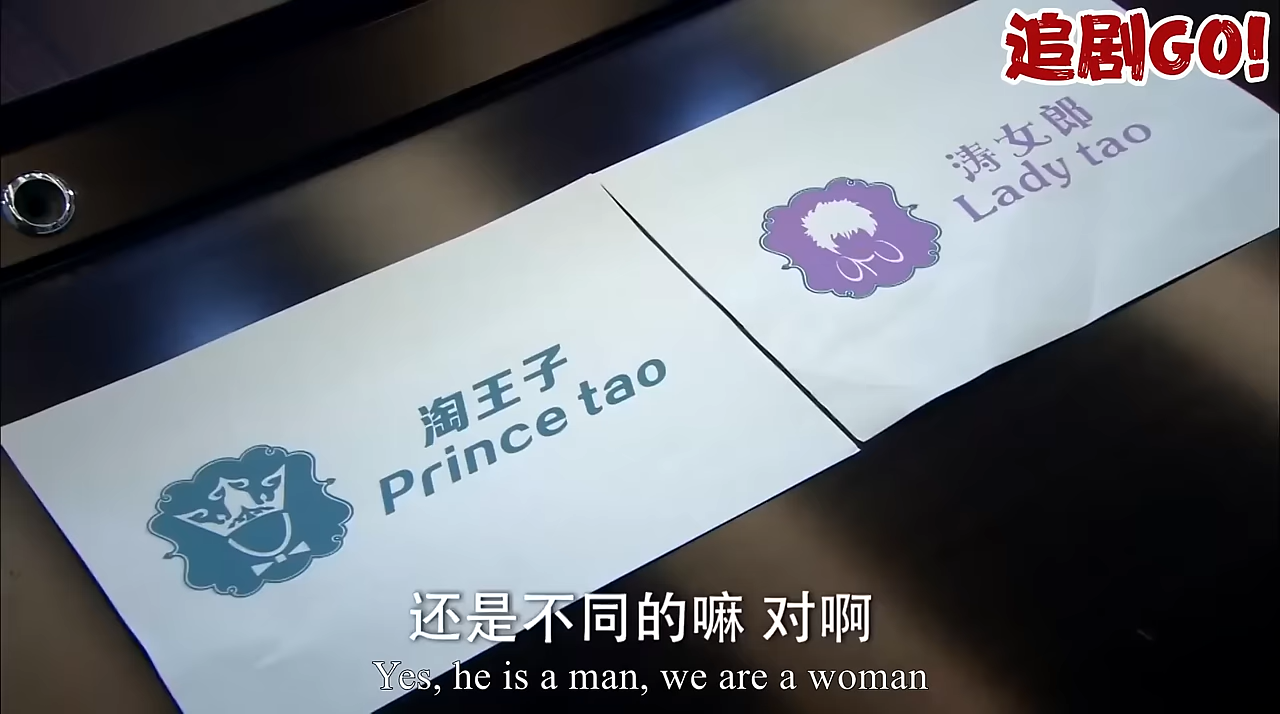 追剧GO!
涛女郎
Lady tao
淘王子
Prince tao
还是不同的嘛 对啊
Yes, he is a man, we are a woman